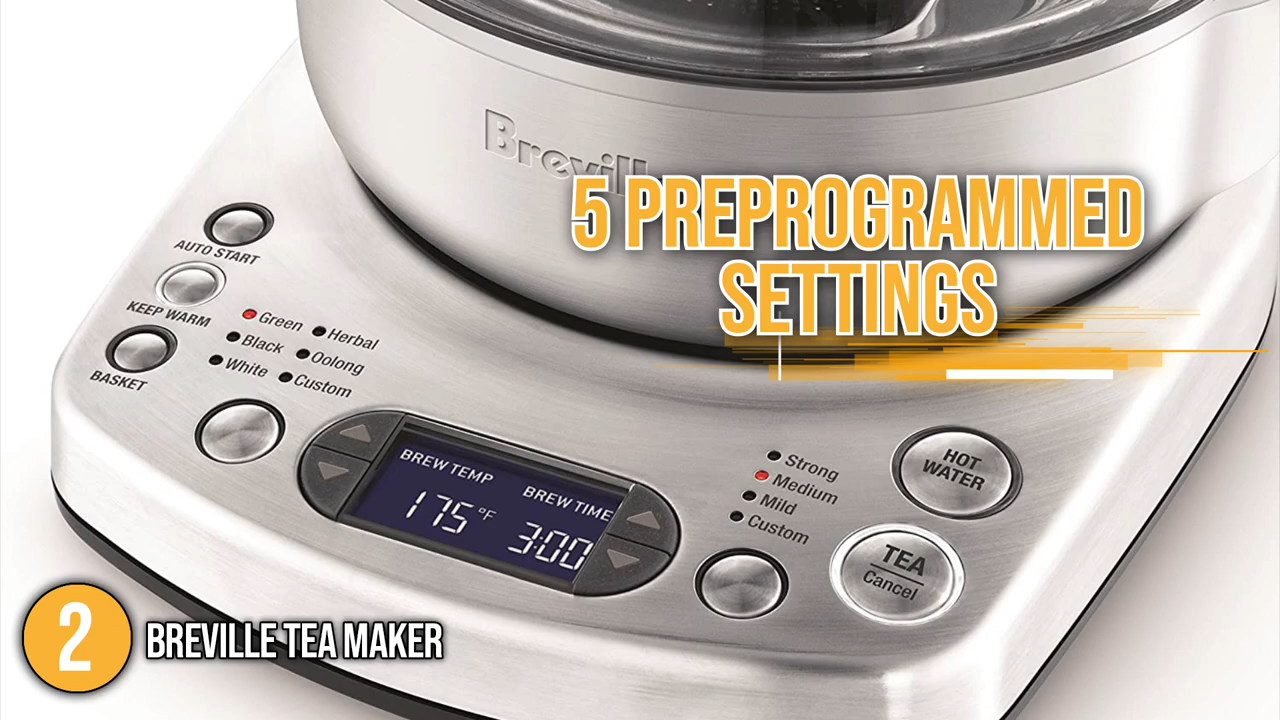 Brevill
5 PREPROGRAMMED
SETTINGS
AUTO START
KEEP WARM
BASKET
Green
Herbal
Black
Oolong
White
Custom
BREW TEMP
BREW TIME
175 °F
3:00
Strong
Medium
Mild
Custom
HOT
WATER
TEA
Cancel
2
BREVILLE TEA MAKER